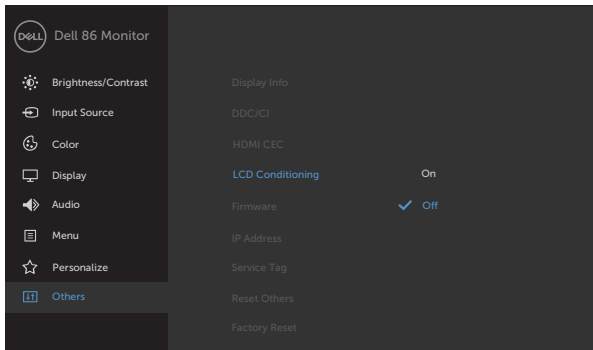 DELL Dell 86 Monitor
Brightness/Contrast
Input Source
Color
Display
Audio
Menu
Personalize
Others
Display Info
DDC/CI
HDMI CEC
LCD Conditioning On
Firmware Off
IP Address
Service Tag
Reset Others
Factory Reset